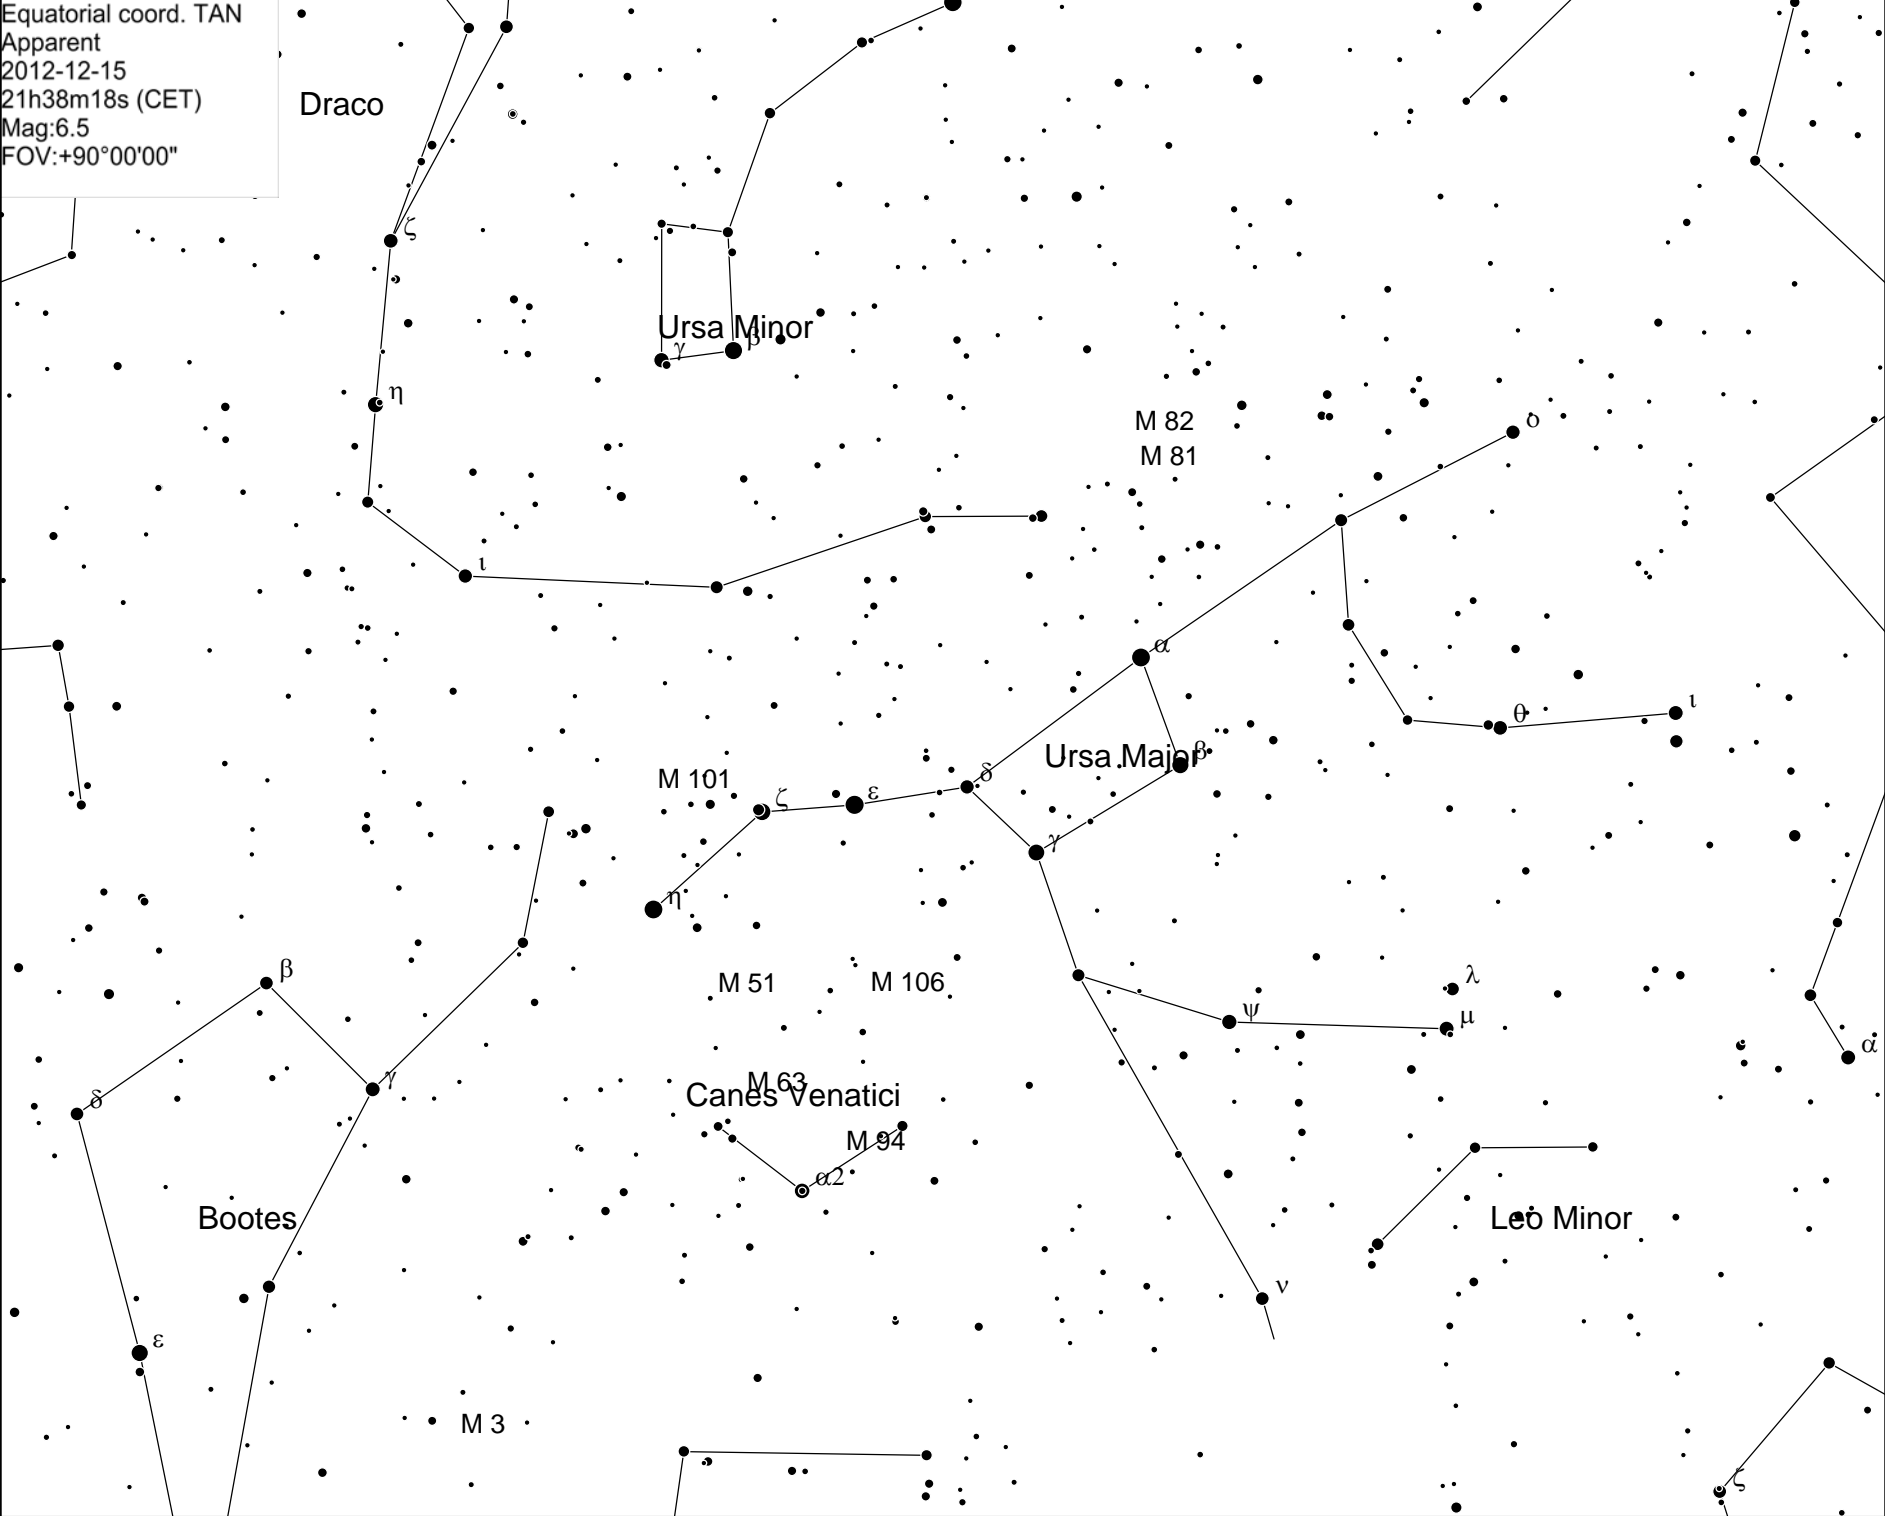 Equatorial coord. TAN
Apparent
2012-12-15
21h38m18s (CET)
Mag:6.5
FOV:+90°00'00"
Draco
ζ
Ursa Minor
β
γ
η
M 82
ο
M 81
ι
α
θ
ι
Ursa Major
β
M 101
δ
ζ
ε
γ
η
β
M 51
M 106
λ
ψ
μ
α
γ
M 63
Canes Venatici
δ
M 94
α2
Bootes
Leo Minor
ν
ε
M 3
ζ